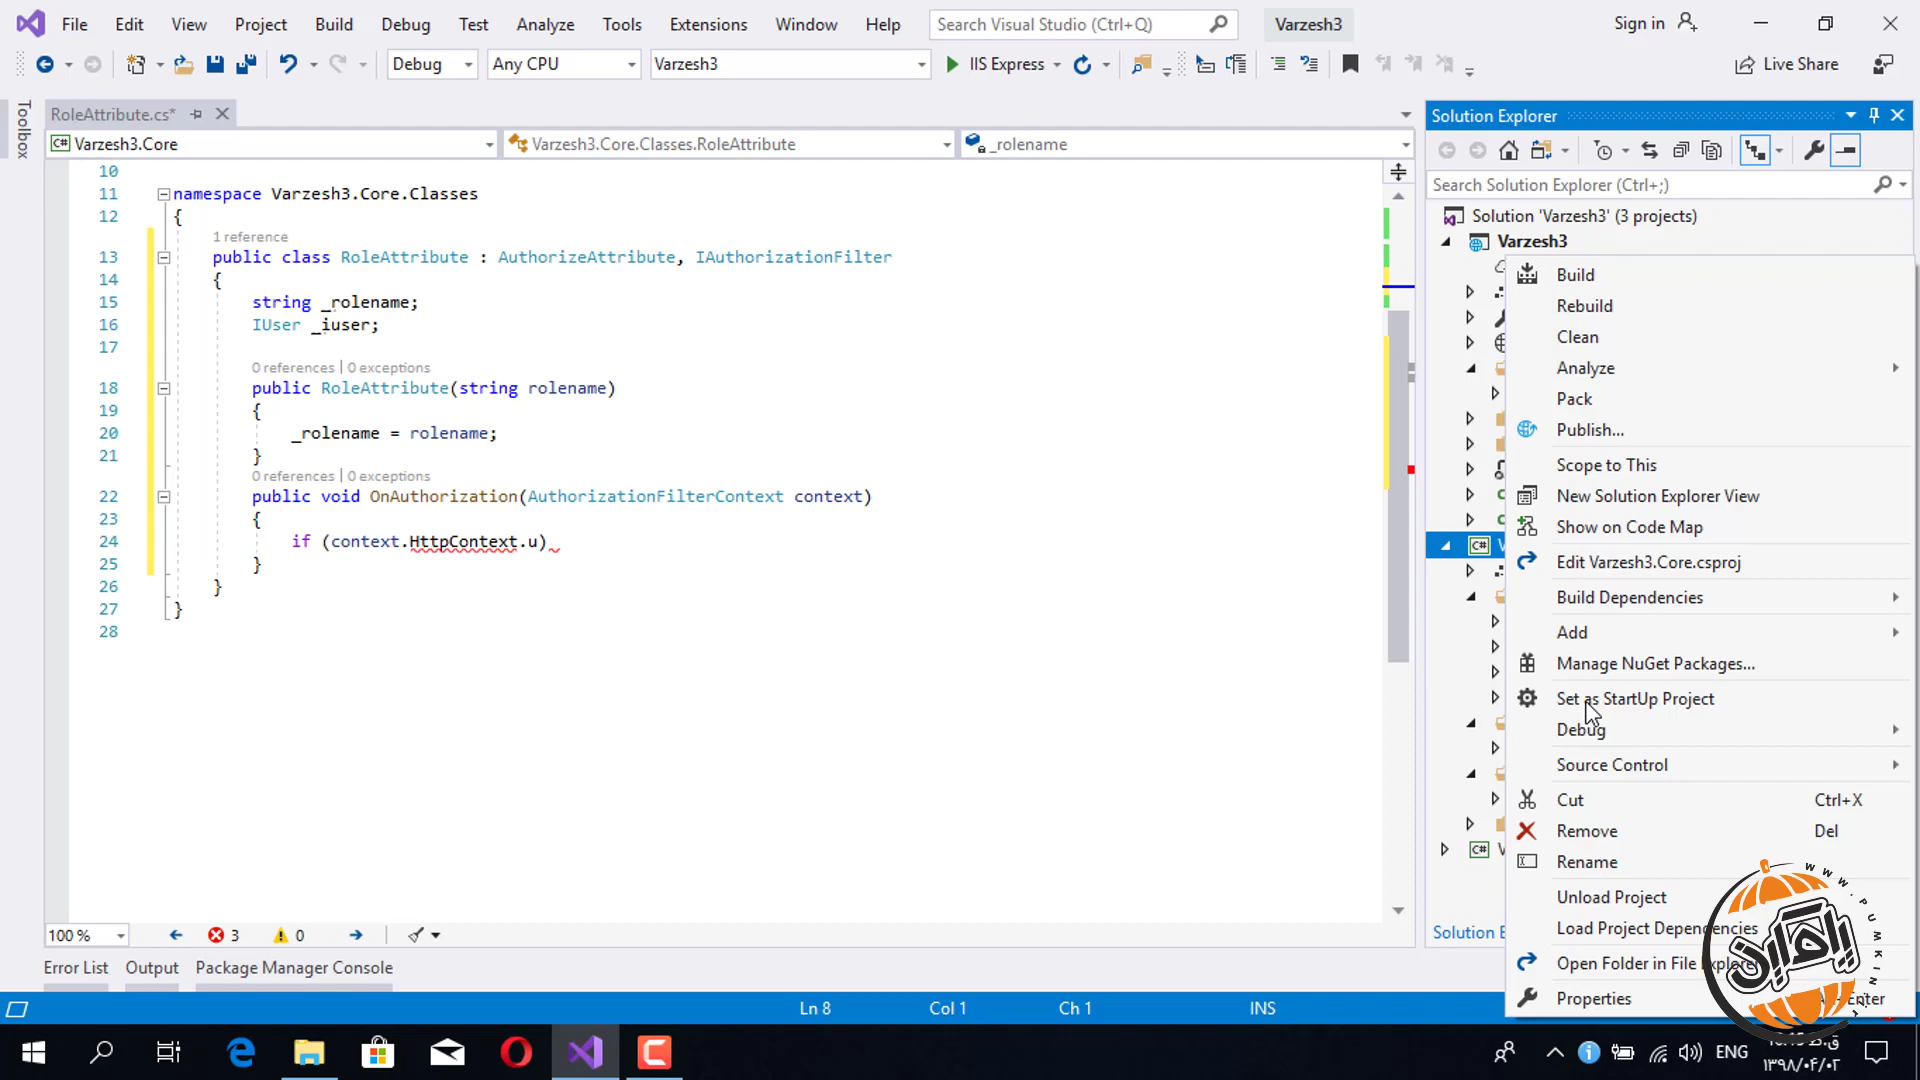 File Edit View Project Build Debug Test Analyze Tools Extensions Window Help Search Visual Studio (Ctrl+Q) Varzesh3 Sign in
Debug Any CPU Varzesh3 IIS Express Live Share
Toolbox
RoleAttribute.cs*
Varzesh3.Core Varzesh3.Core.Classes.RoleAttribute _rolename
10
11 namespace Varzesh3.Core.Classes
12 {
1 reference
13 public class RoleAttribute : AuthorizeAttribute, IAuthorizationFilter
14 {
15 string _rolename;
16 IUser _iuser;
17
0 references | 0 exceptions
18 public RoleAttribute(string rolename)
19 {
20 _rolename = rolename;
21 }
0 references | 0 exceptions
22 public void OnAuthorization(AuthorizationFilterContext context)
23 {
24 if (context.HttpContext.u)
25 }
26 }
27 }
28
100 % 3 0
Error List Output Package Manager Console
Ln 8 Col 1 Ch 1 INS
Solution Explorer
Search Solution Explorer (Ctrl+;)
Solution 'Varzesh3' (3 projects)
Varzesh3
Build
Rebuild
Clean
Analyze
Pack
Publish...
Scope to This
New Solution Explorer View
Show on Code Map
Edit Varzesh3.Core.csproj
Build Dependencies
Add
Manage NuGet Packages...
Set as StartUp Project
Debug
Source Control
Cut Ctrl+X
Remove Del
Rename
Unload Project
Load Project Dependencies
Open Folder in File Explorer
Properties Enter
Solution E
ENG
۱۳۹۸/۰۴/۰۲